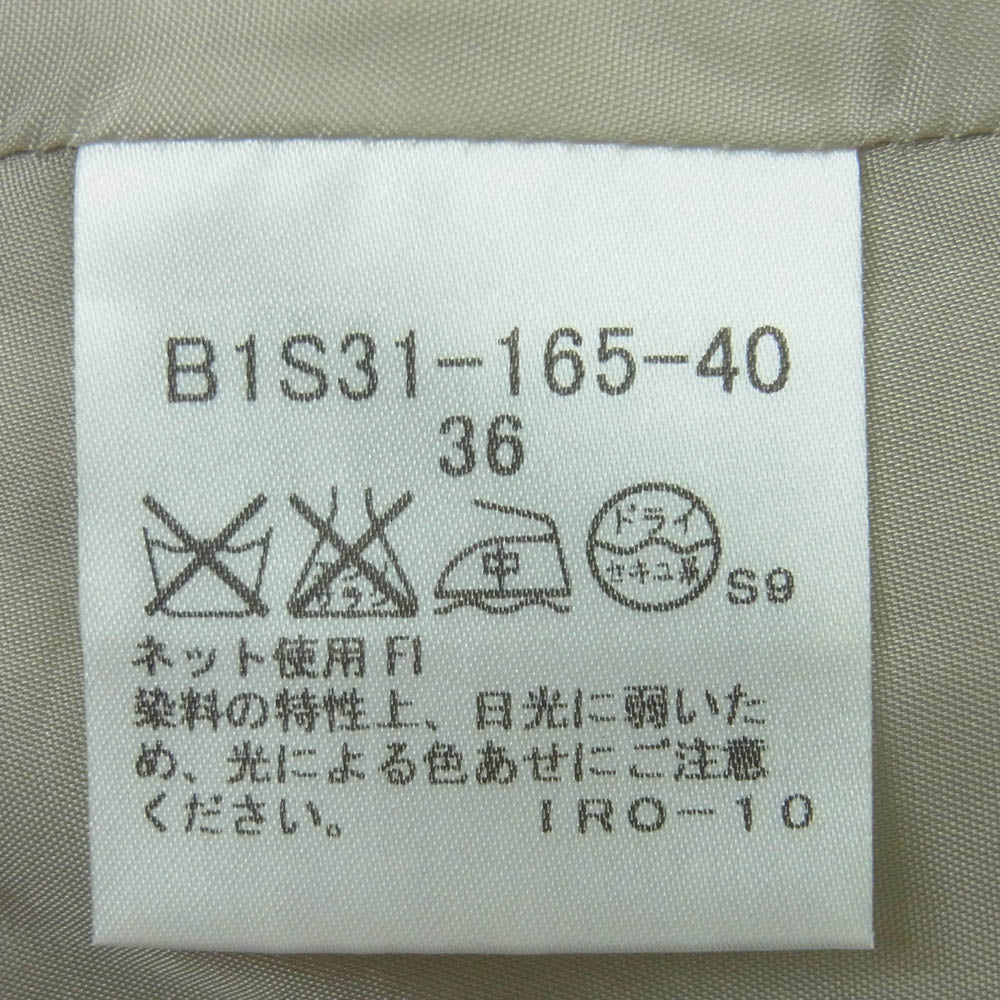 B1S31-165-40
36
中
ドライ
セキユ系
S9
ネット使用 FI
染料の特性上、日光に弱いた
め、光による色あせにご注意
ください。 IRO-10